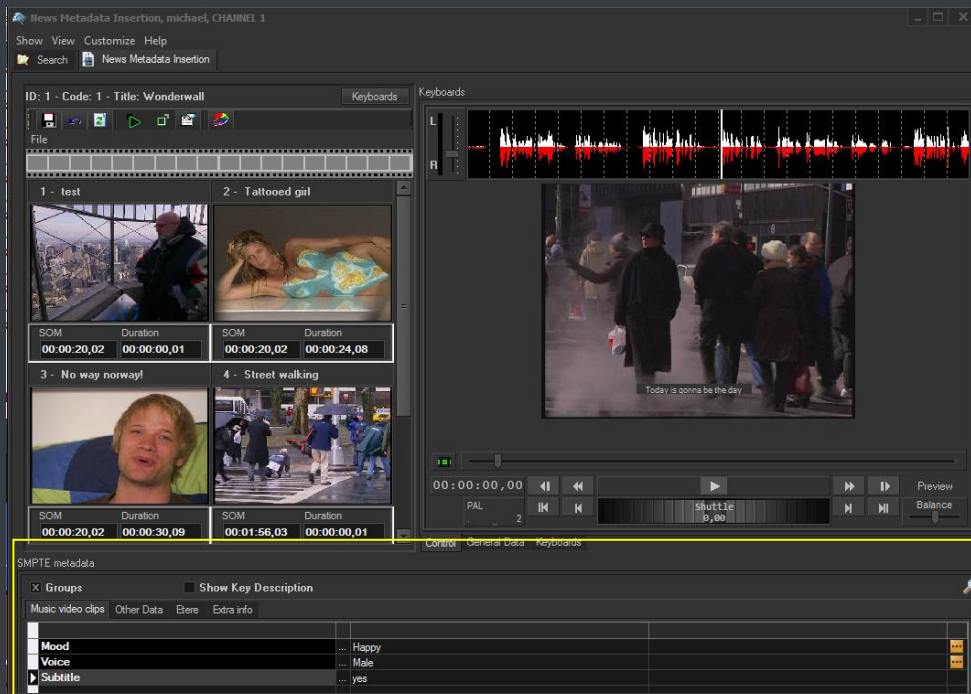 News Metadata Insertion, michael, CHANNEL 1
Show View Customize Help
Search News Metadata Insertion
ID: 1 - Code: 1 - Title: Wonderwall Keyboards
File
1 - test 2 - Tattooed girl
SOM Duration SOM Duration
00:00:20,02 00:00:00,01 00:00:20,02 00:00:24,08
3 - No way norway! 4 - Street walking
SOM Duration SOM Duration
00:00:20,02 00:00:30,09 00:01:56,03 00:00:00,01
Keyboards
L
R
Today is gonna be the day
00:00:00,00 Preview
PAL Shuttle Balance
. _ 2 0,00
Control General Data Keyboards
SMPTE metadata
Groups Show Key Description
Music video clips Other Data Etere Extra info
Mood ... Happy ...
Voice ... Male ...
Subtitle ... yes